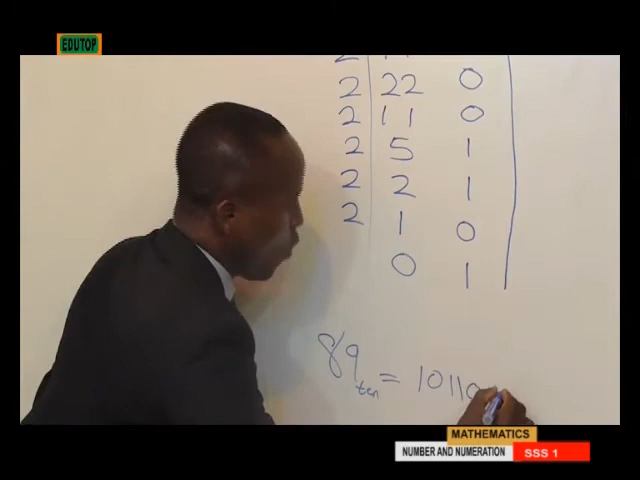 EDUTOP
2 22 0
2 11 0
2 5 1
2 2 1
2 1 0
0 1
89ten = 10110
MATHEMATICS
NUMBER AND NUMERATION SSS 1